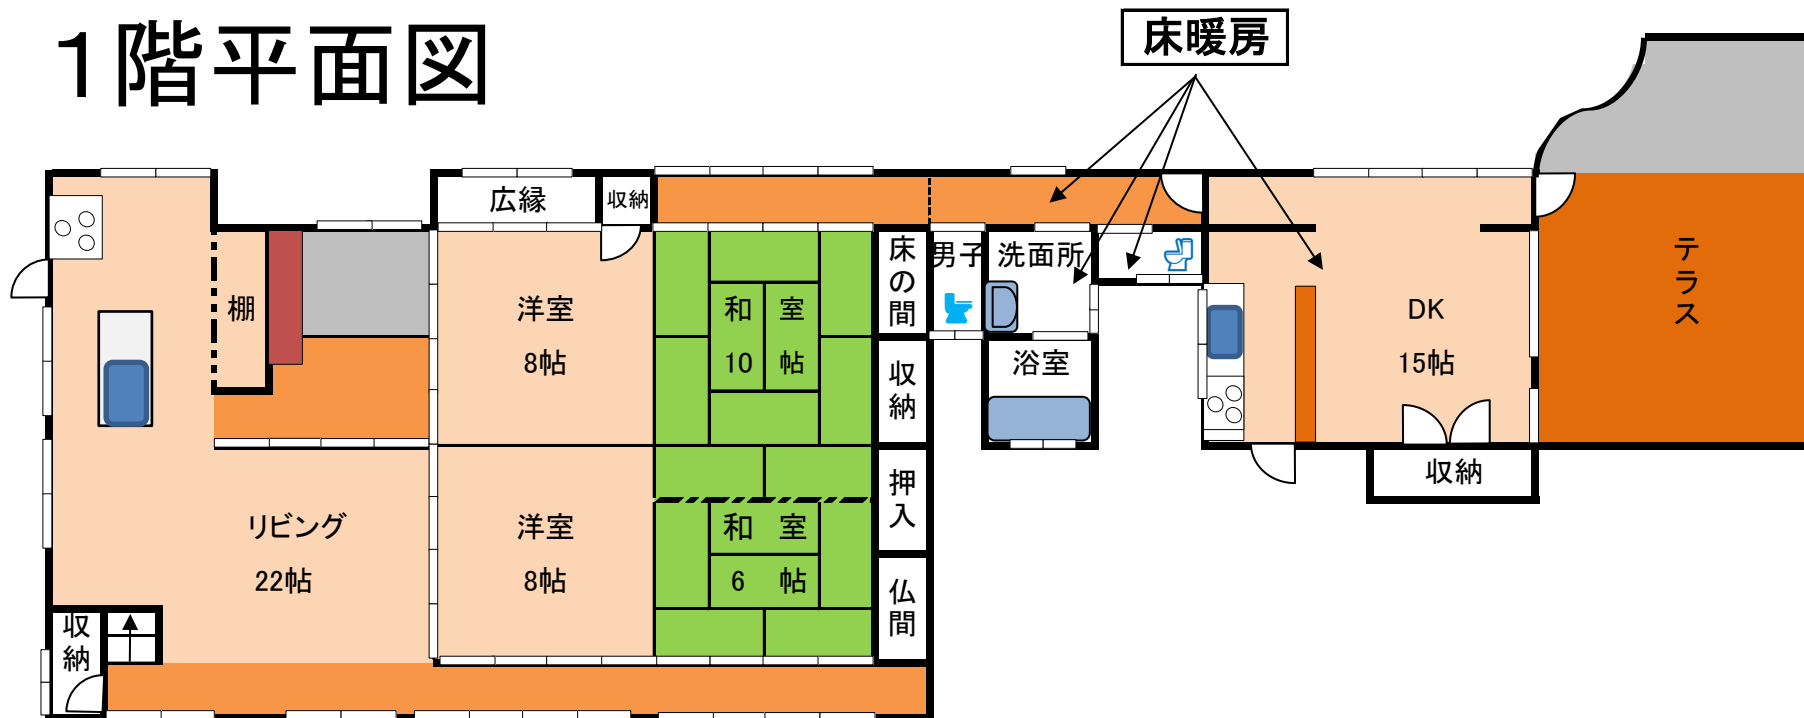 1階平面図
床暖房
広縁
収納
棚
洋室
8帖
和室
10帖
床の間
男子
洗面所
浴室
収納
DK
15帖
テラス
収納
リビング
22帖
洋室
8帖
和室
6帖
押入
仏間
収納